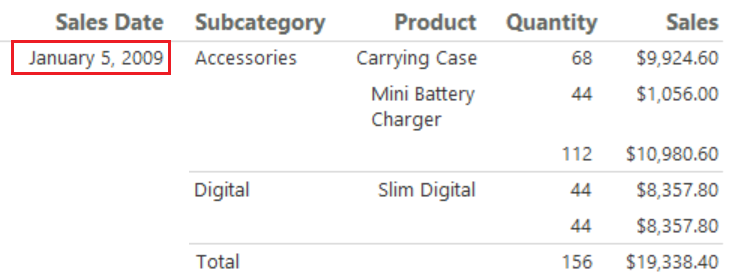 Sales Date Subcategory Product Quantity Sales
January 5, 2009 Accessories Carrying Case 68 $9,924.60
Mini Battery 44 $1,056.00
Charger
112 $10,980.60
Digital Slim Digital 44 $8,357.80
44 $8,357.80
Total 156 $19,338.40